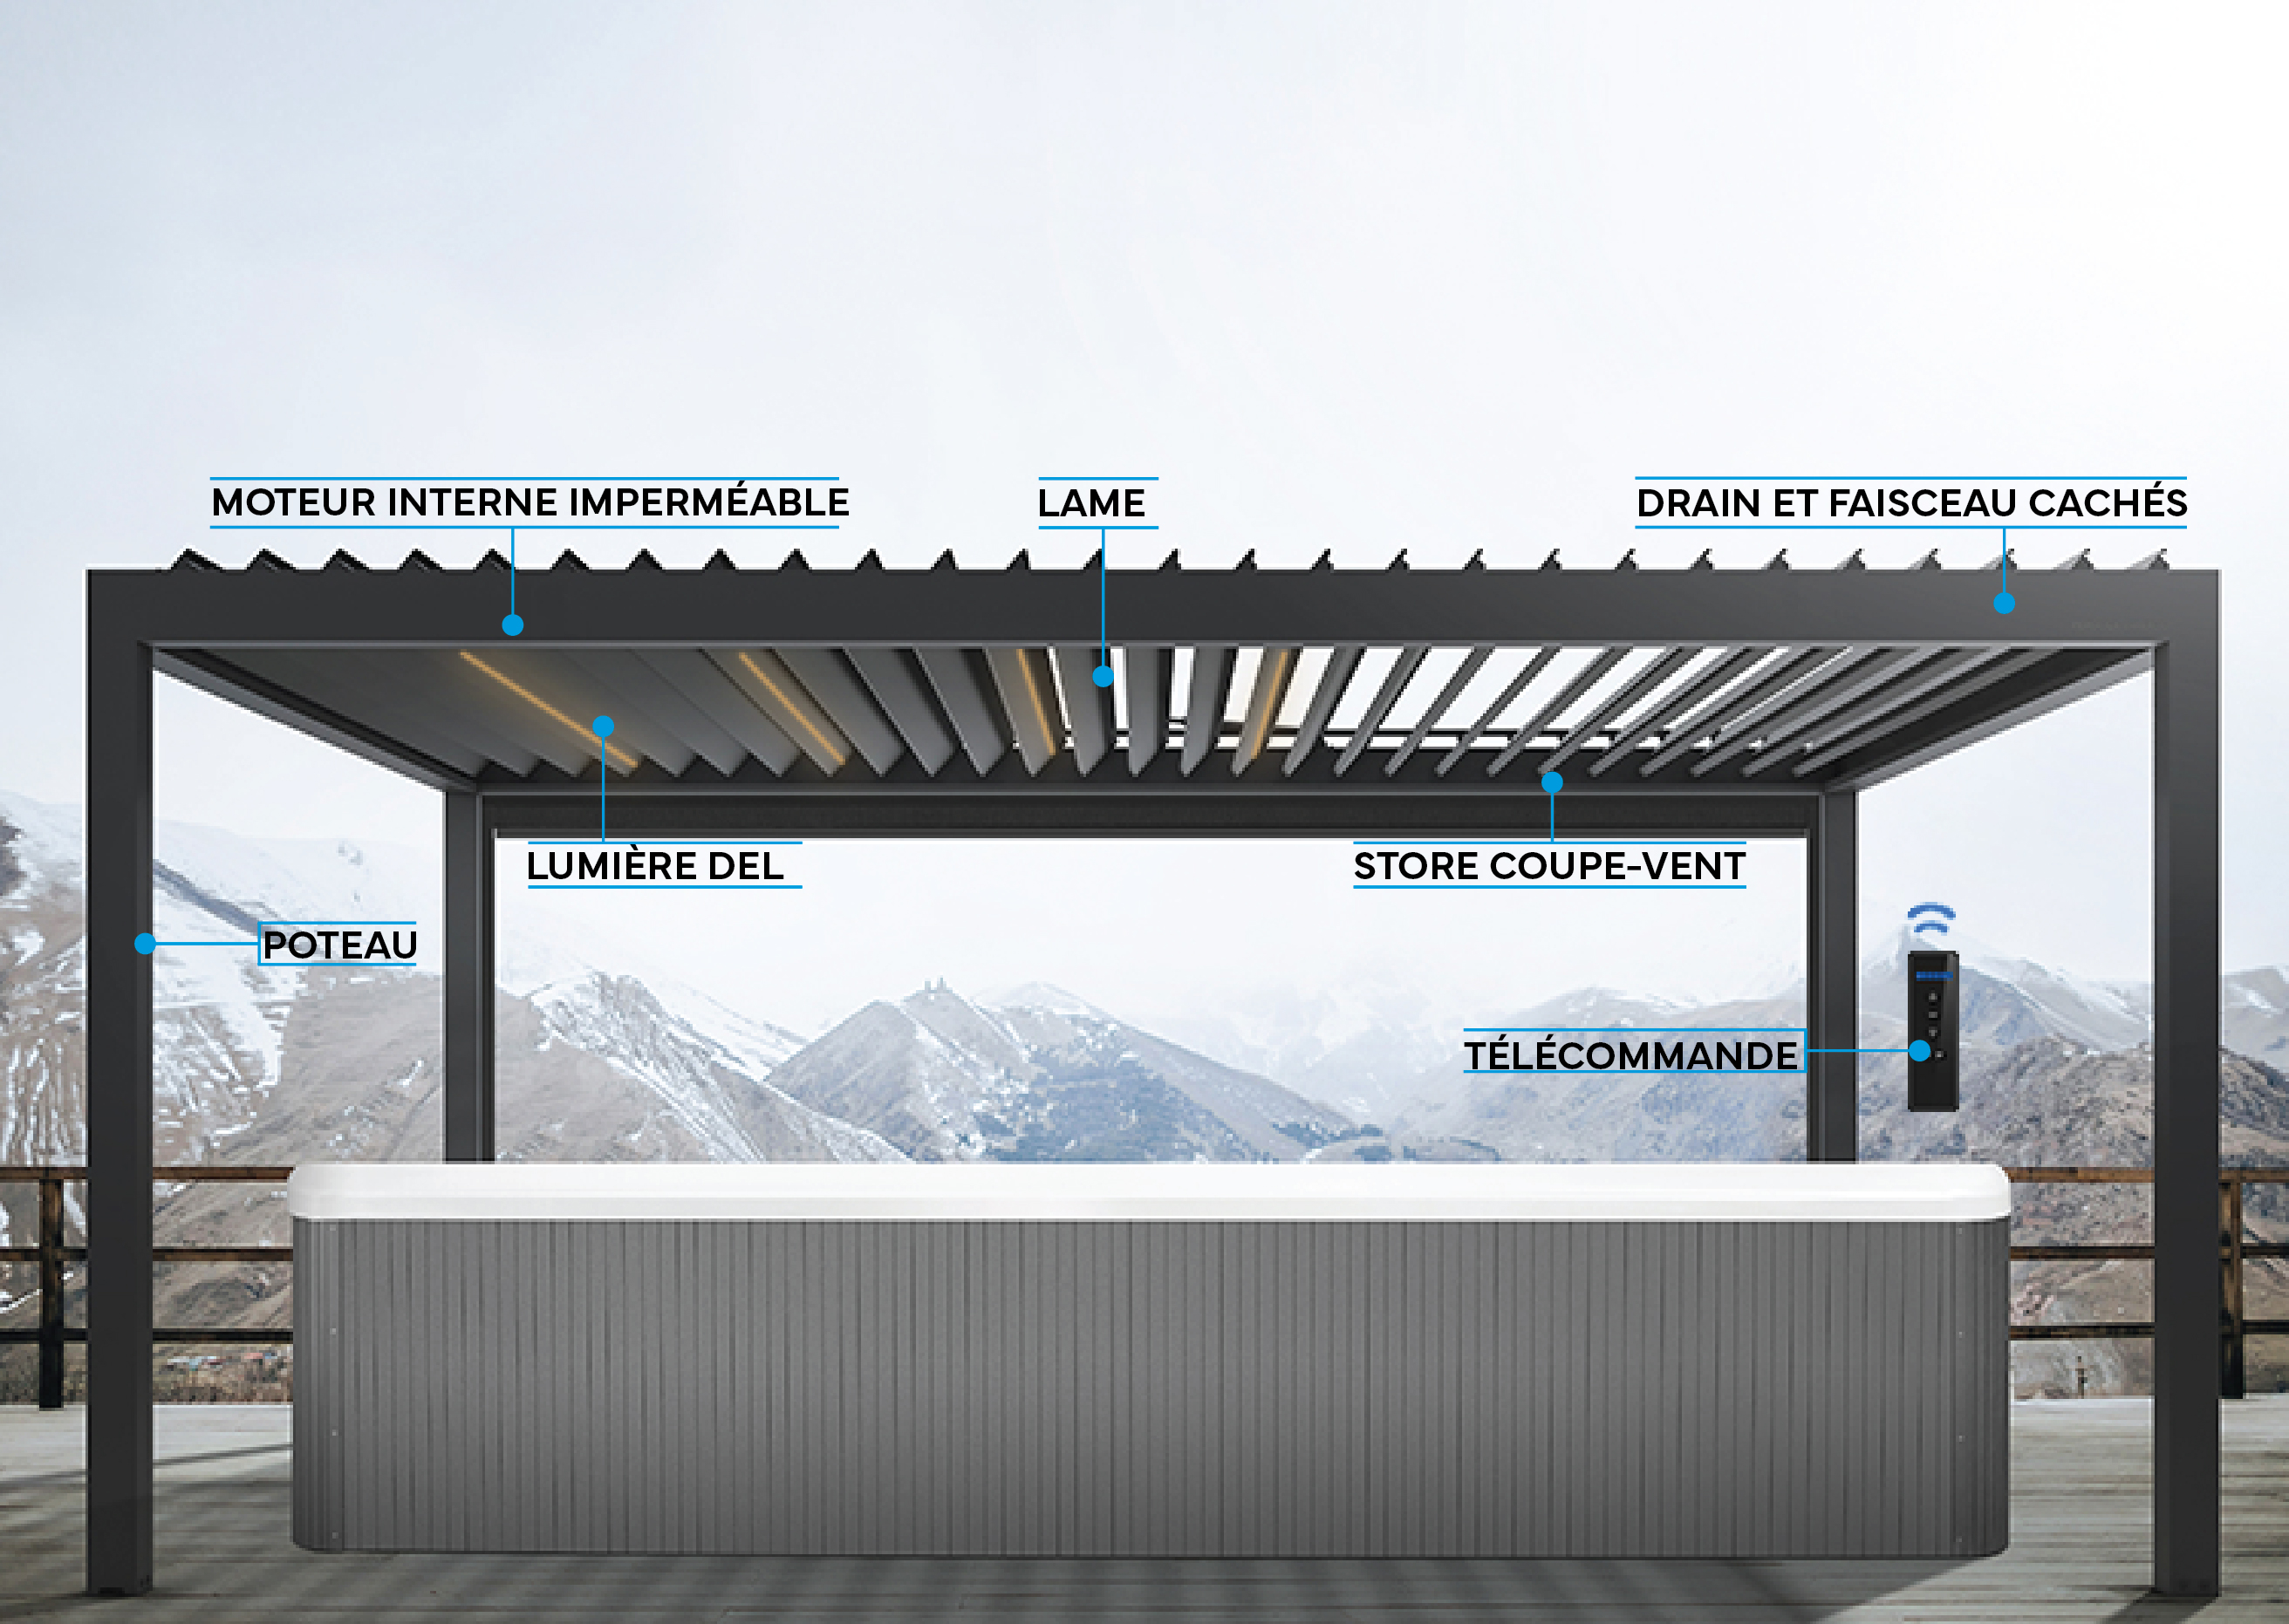 MOTEUR INTERNE IMPERMÉABLE
LAME
DRAIN ET FAISCEAU CACHÉS
LUMIÈRE DEL
STORE COUPE-VENT
POTEAU
TÉLÉCOMMANDE